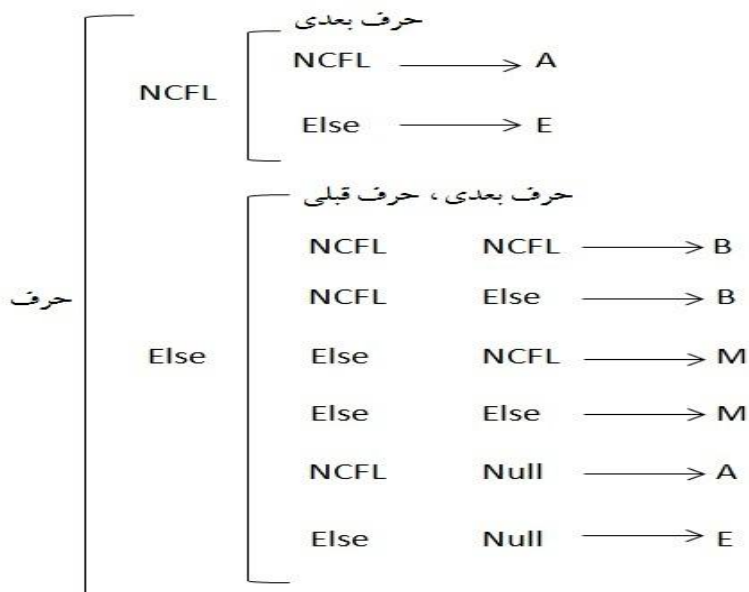 حرف بعدی
NCFL → A
NCFL
Else → E
حرف بعدی ، حرف قبلی
NCFL NCFL → B
NCFL Else → B
حرف
Else
Else NCFL → M
Else Else → M
NCFL Null → A
Else Null → E